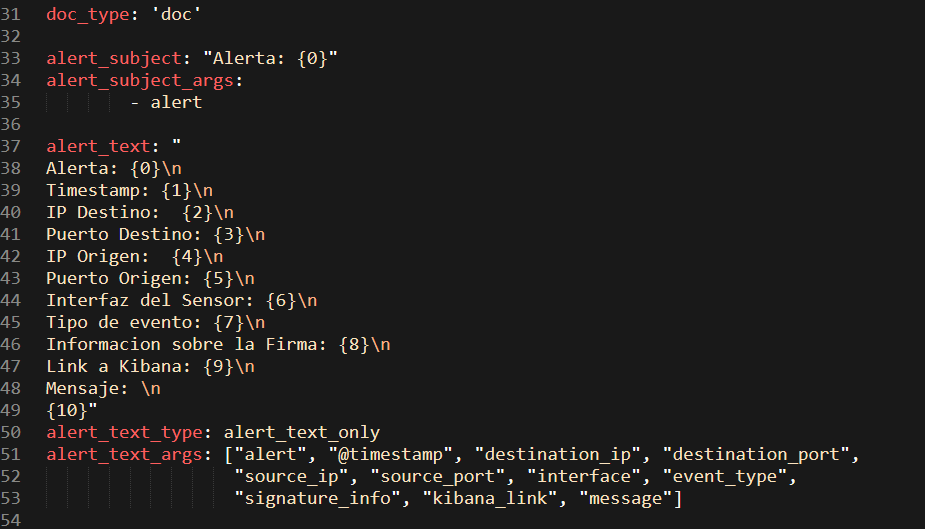 31 doc_type: 'doc'
32
33 alert_subject: "Alerta: {0}"
34 alert_subject_args:
35         - alert
36
37 alert_text: "
38 Alerta: {0}\n
39 Timestamp: {1}\n
40 IP Destino:  {2}\n
41 Puerto Destino: {3}\n
42 IP Origen:  {4}\n
43 Puerto Origen: {5}\n
44 Interfaz del Sensor: {6}\n
45 Tipo de evento: {7}\n
46 Informacion sobre la Firma: {8}\n
47 Link a Kibana: {9}\n
48 Mensaje: \n
49 {10}"
50 alert_text_type: alert_text_only
51 alert_text_args: ["alert", "@timestamp", "destination_ip", "destination_port",
52                   "source_ip", "source_port", "interface", "event_type",
53                   "signature_info", "kibana_link", "message"]
54